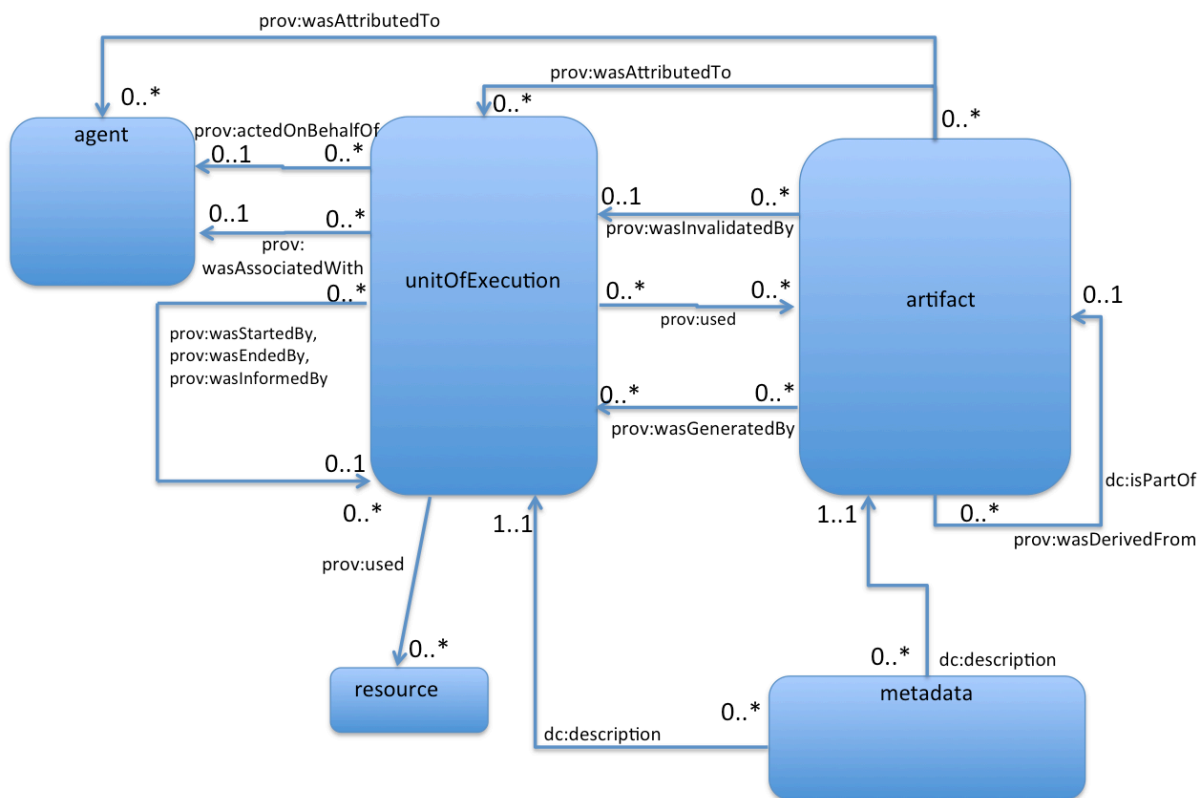 prov:wasAttributedTo
prov:wasAttributedTo
0..*
0..*
0..*
agent
prov:actedOnBehalfOf
0..1
0..*
0..1
0..*
0..1
0..*
prov:wasInvalidatedBy
prov:
wasAssociatedWith
unitOfExecution
artifact
0..*
0..*
0..*
0..1
prov:used
prov:wasStartedBy,
prov:wasEndedBy,
prov:wasInformedBy
0..*
0..*
prov:wasGeneratedBy
0..1
dc:isPartOf
0..*
1..1
1..1
0..*
prov:wasDerivedFrom
prov:used
0..*
0..*
dc:description
resource
metadata
0..*
dc:description